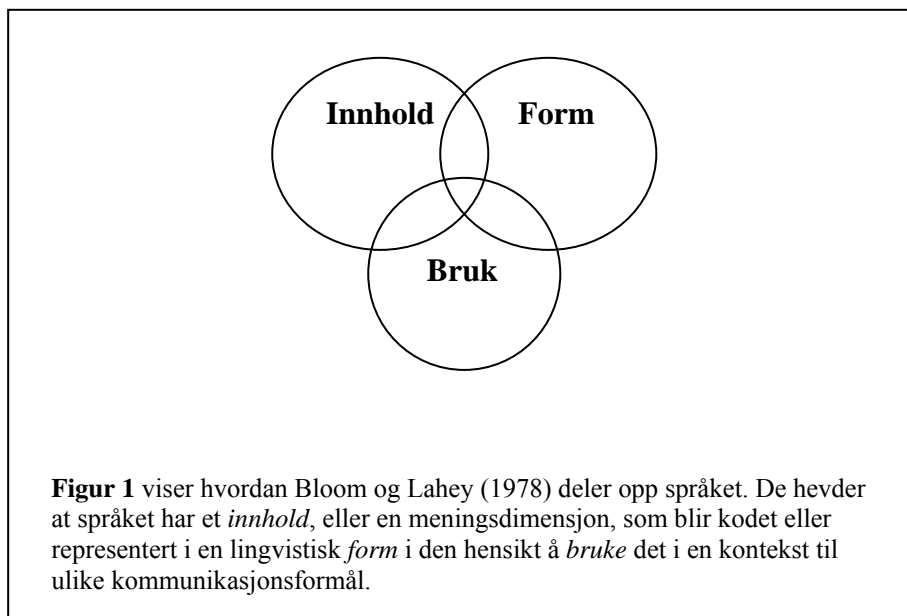 Innhold
Form
Bruk
Figur 1 viser hvordan Bloom og Lahey (1978) deler opp språket. De hevder
at språket har et innhold, eller en meningsdimensjon, som blir kodet eller
representert i en lingvistisk form i den hensikt å bruke det i en kontekst til
ulike kommunikasjonsformål.